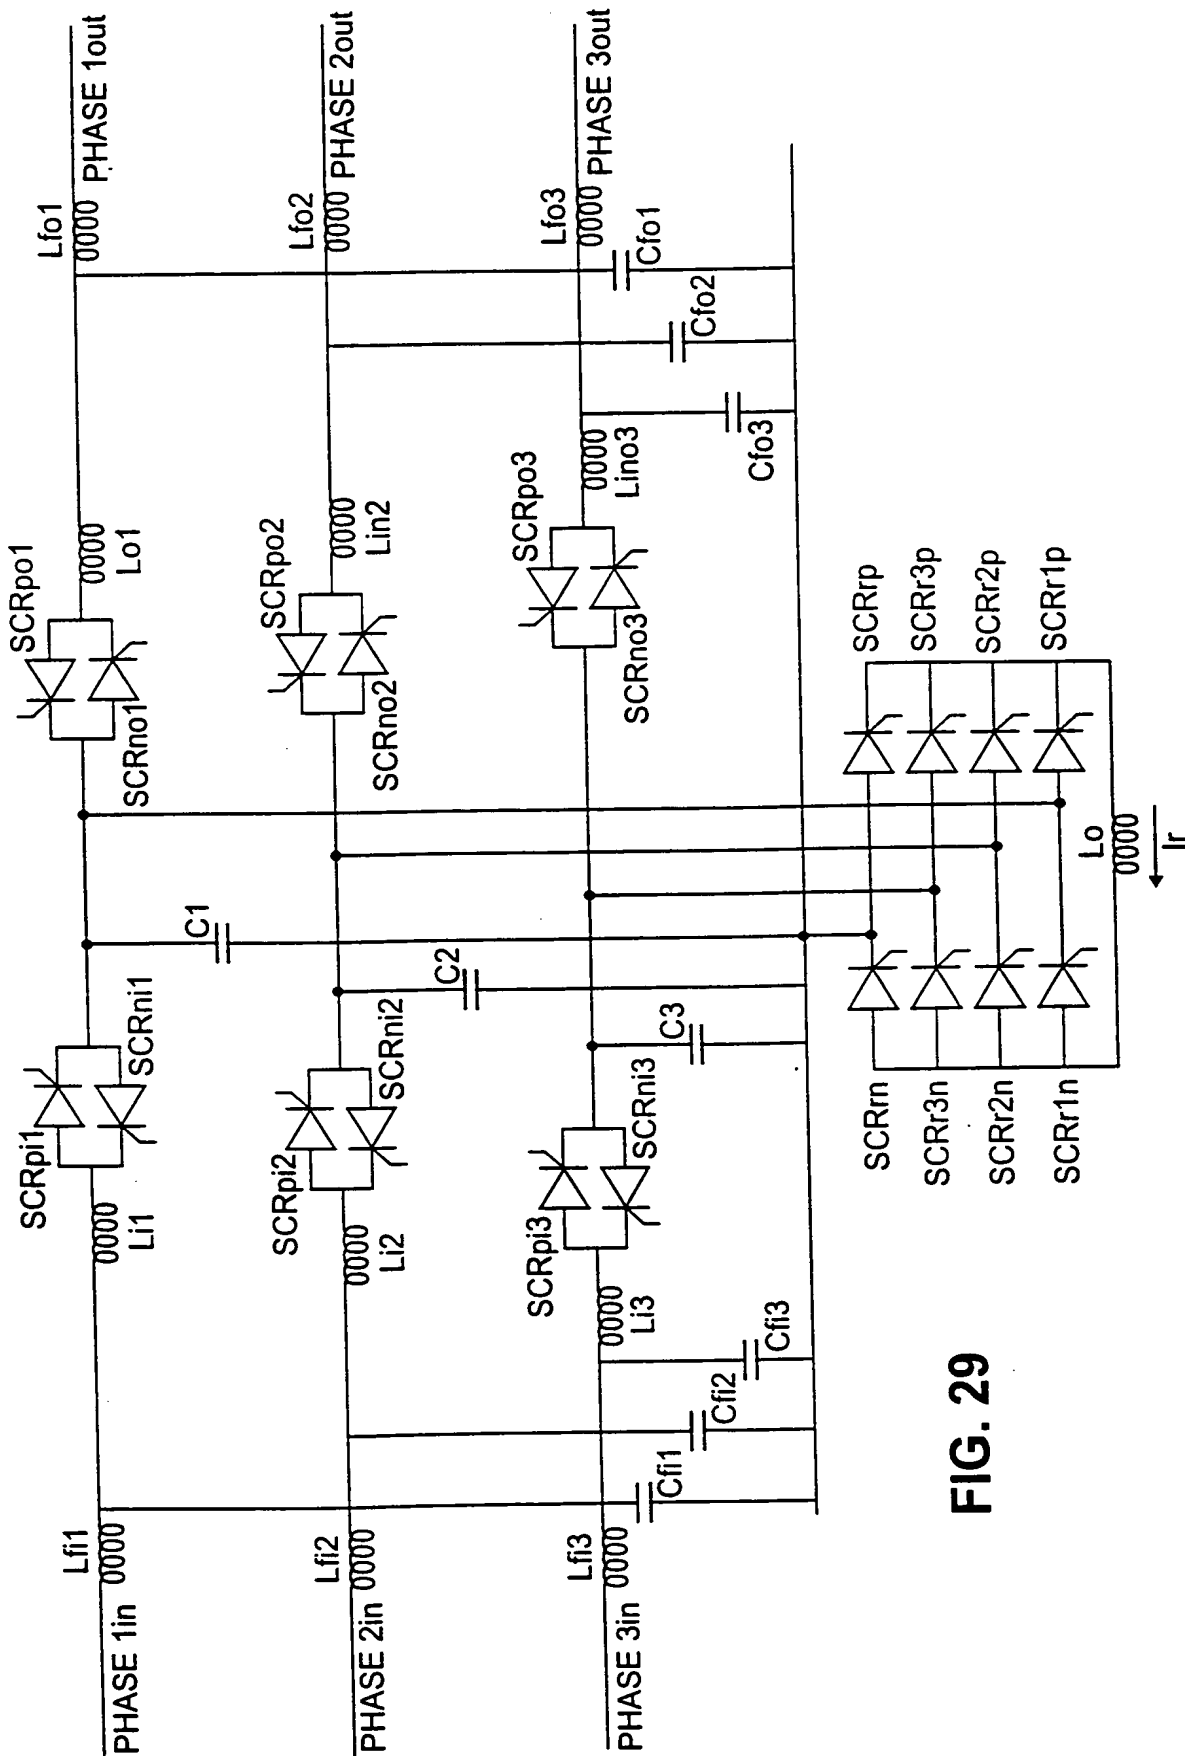 Lfo1
PHASE 1out
SCRpo1
Lo1
SCRno1
C1
SCRni1
SCRpi1
Li1
Lfi1
PHASE 1in
Lfo2
PHASE 2out
SCRpo2
Lin2
SCRno2
C2
SCRni2
SCRpi2
Li2
Lfi2
PHASE 2in
Lfo3
PHASE 3out
Cfo1
Cfo2
SCRpo3
Lino3
Cfo3
SCRno3
C3
SCRni3
SCRpi3
Li3
Cfi3
Cfi2
Cfi1
Lfi3
PHASE 3in
SCRrp
SCRr3p
SCRr2p
SCRr1p
Lo
Ir
SCRrn
SCRr3n
SCRr2n
SCRr1n
FIG. 29